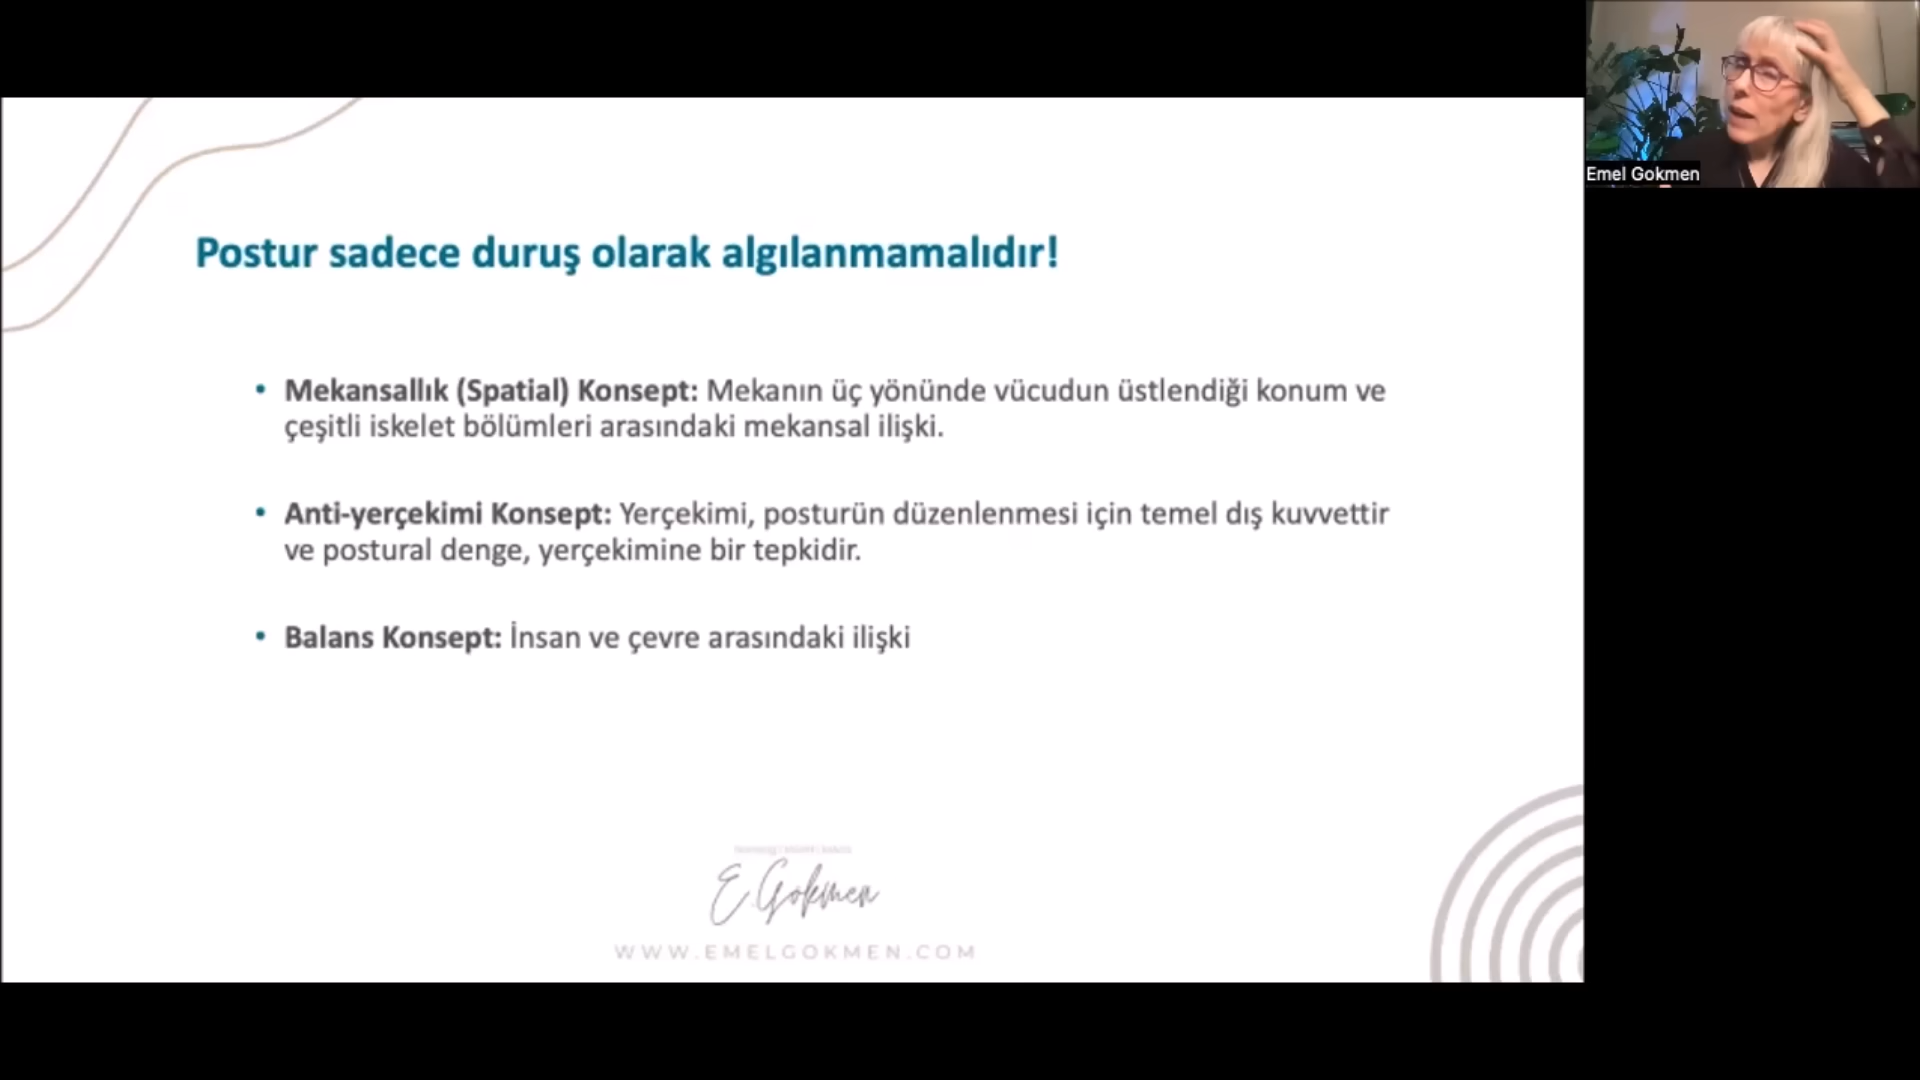 Emel Gokmen
Postur sadece duruş olarak algılanmamalıdır!
• Mekansallık (Spatial) Konsept: Mekanın üç yönünde vücudun üstlendiği konum ve
çeşitli iskelet bölümleri arasındaki mekansal ilişki.
• Anti-yerçekimi Konsept: Yerçekimi, posturün düzenlenmesi için temel dış kuvvettir
ve postural denge, yerçekimine bir tepkidir.
• Balans Konsept: İnsan ve çevre arasındaki ilişki
E.Gokmen
WWW.EMELGOKMEN.COM